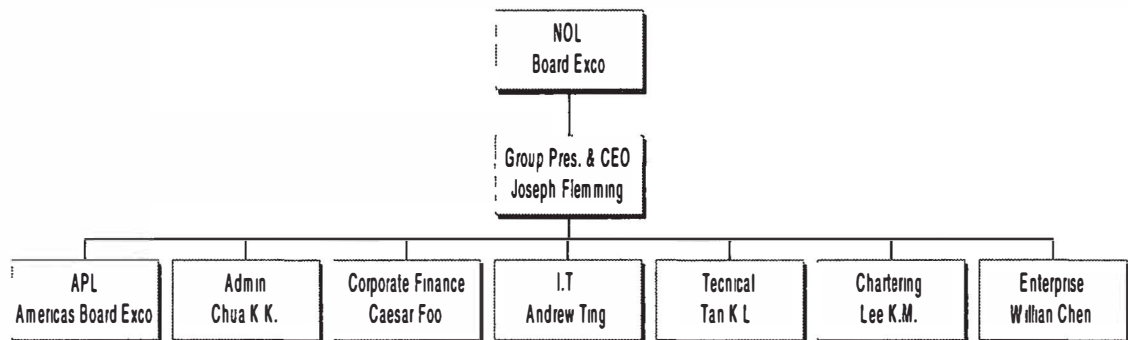 NOL
Board Exco
Group Pres. & CEO
Joseph Flemming
APL
Americas Board Exco
Admin
Chua K K.
Corporate Finance
Caesar Foo
I.T
Andrew Ting
Tecnical
Tan K L
Chartering
Lee K.M.
Enterprise
Willian Chen